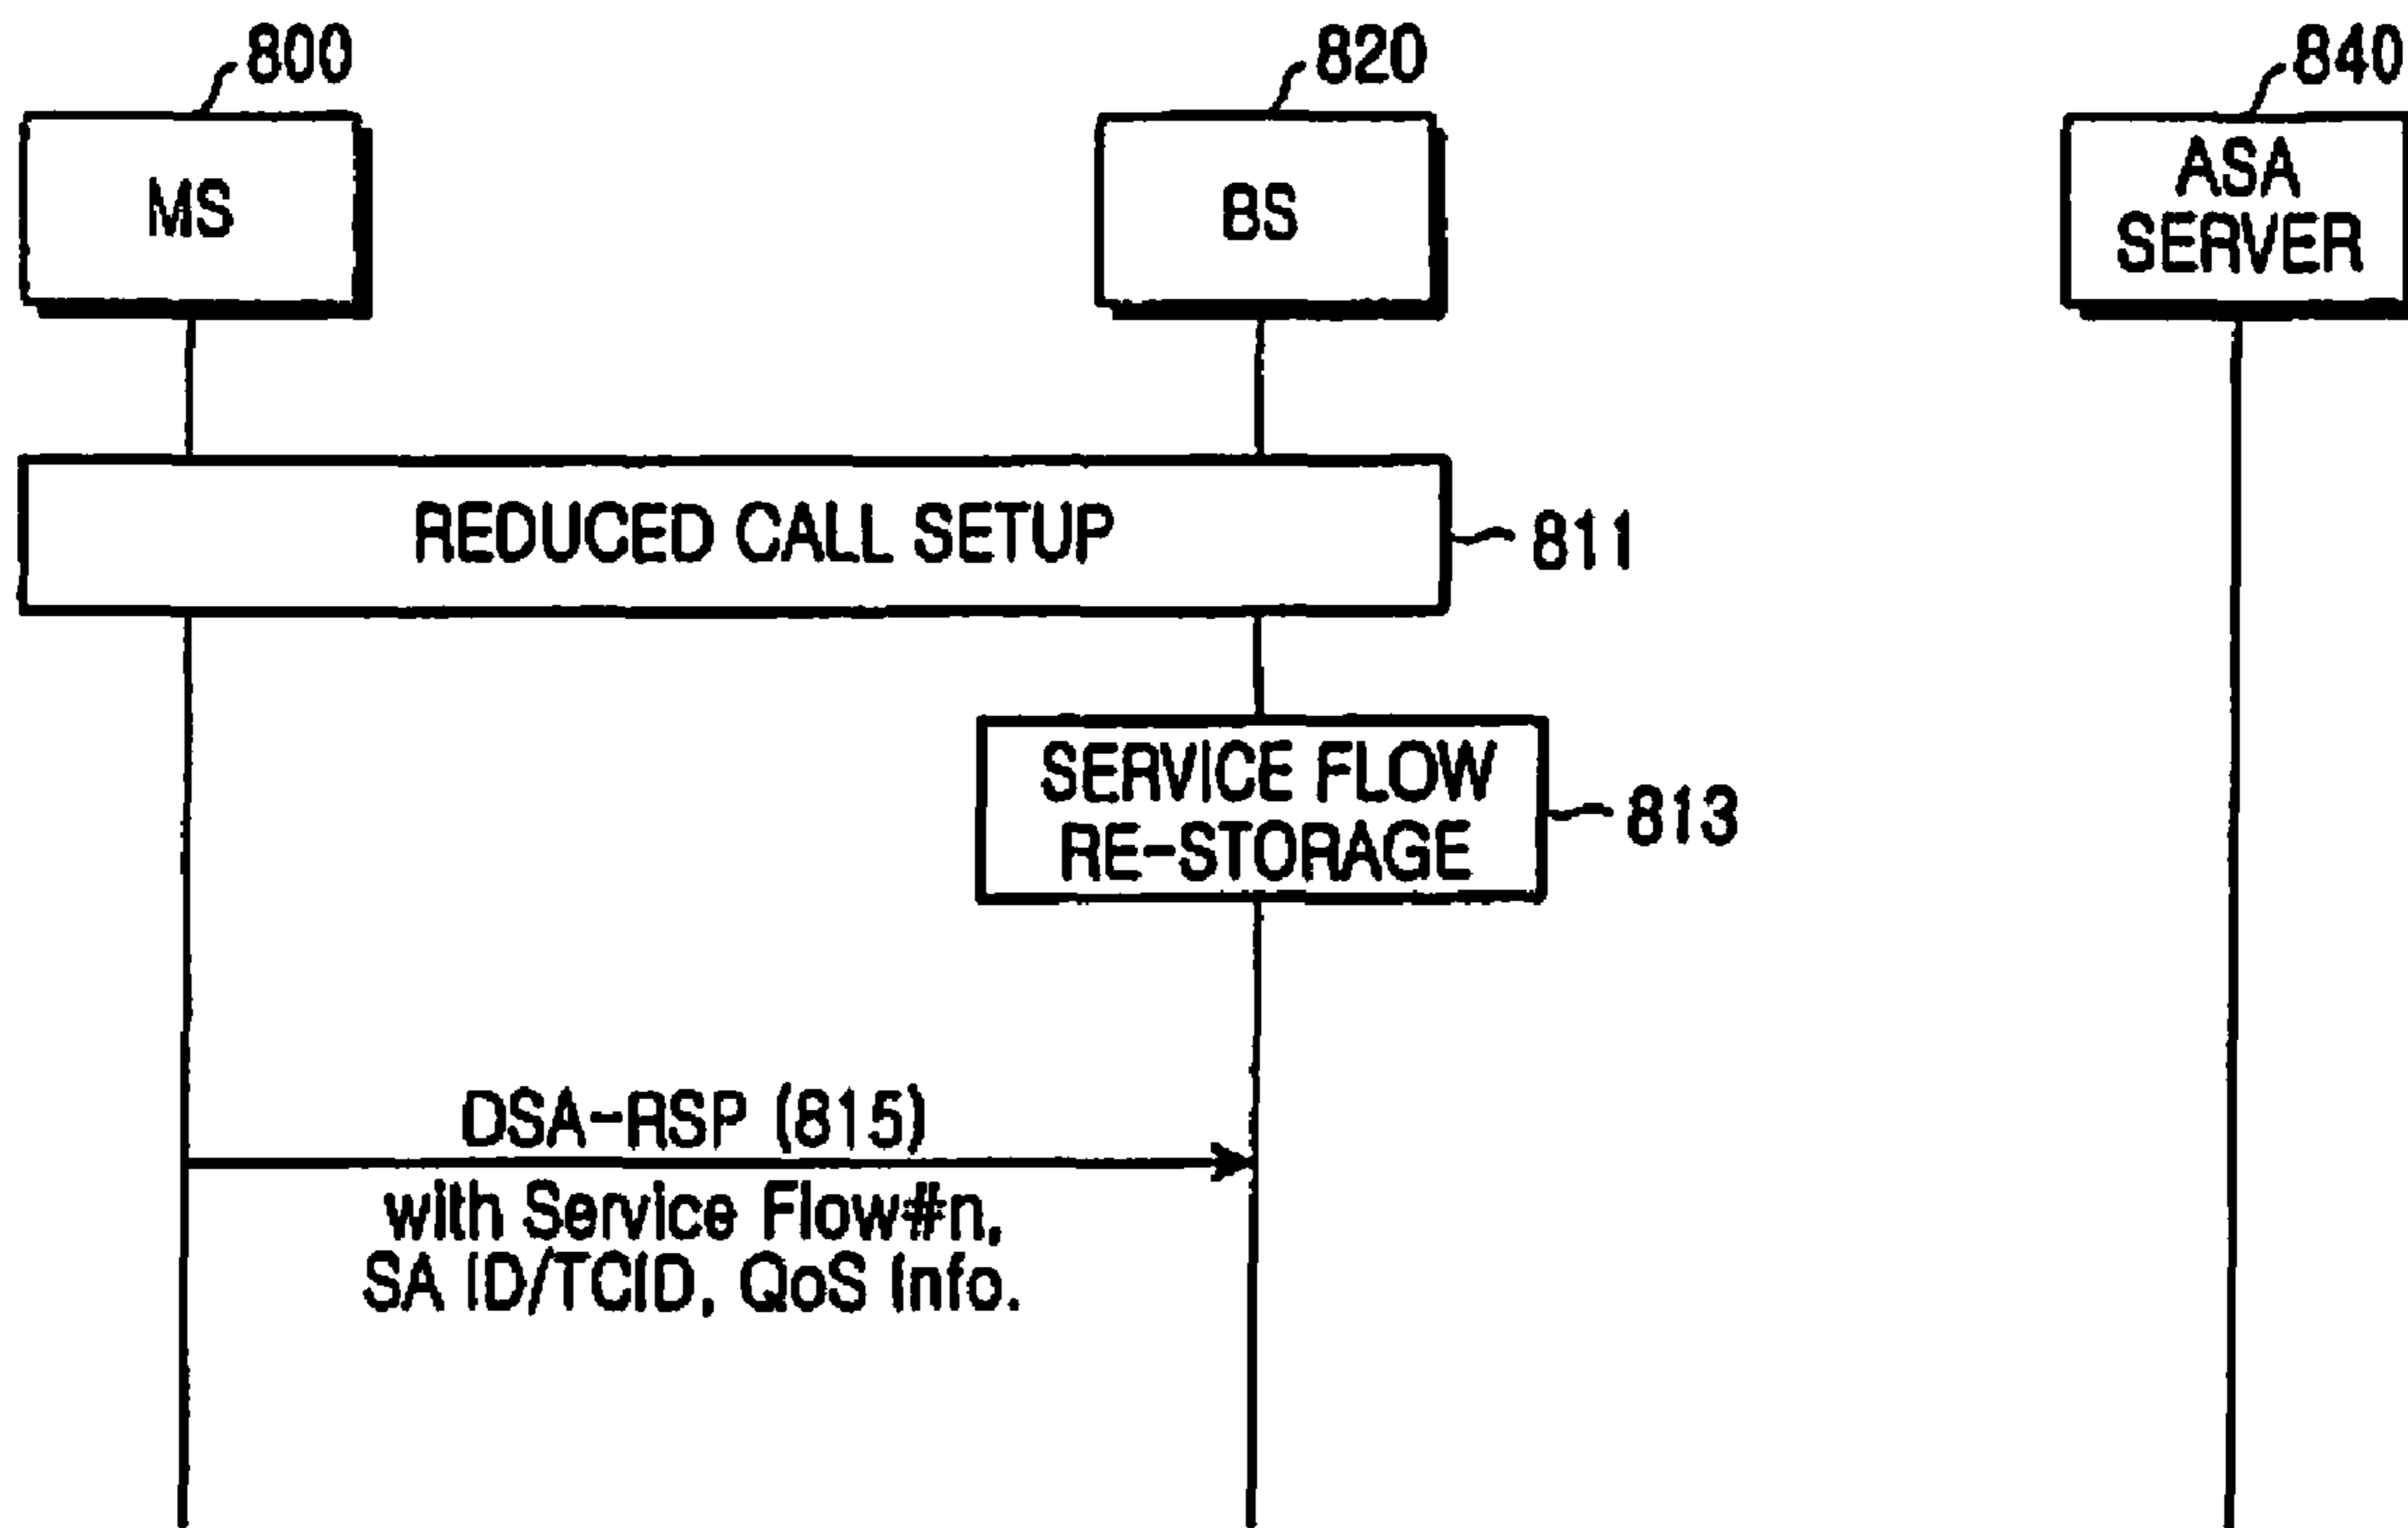 800
820
840
MS
BS
ASA
SERVER
REDUCED CALL SETUP
811
SERVICE FLOW
RE-STORAGE
813
DSA-RSP (815)
with Service Flow#n,
SA ID/TCID, QoS Info.